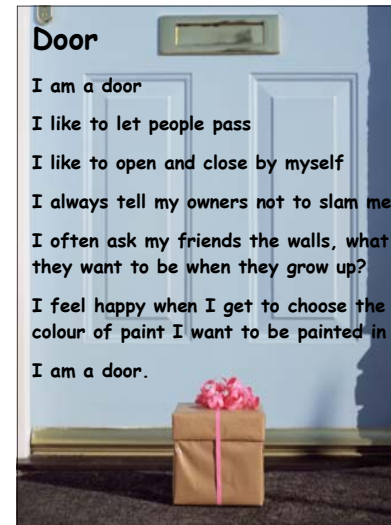 Door
I am a door
I like to let people pass
I like to open and close by myself
I always tell my owners not to slam me
I often ask my friends the walls, what
they want to be when they grow up?
I feel happy when I get to choose the
colour of paint I want to be painted in
I am a door.